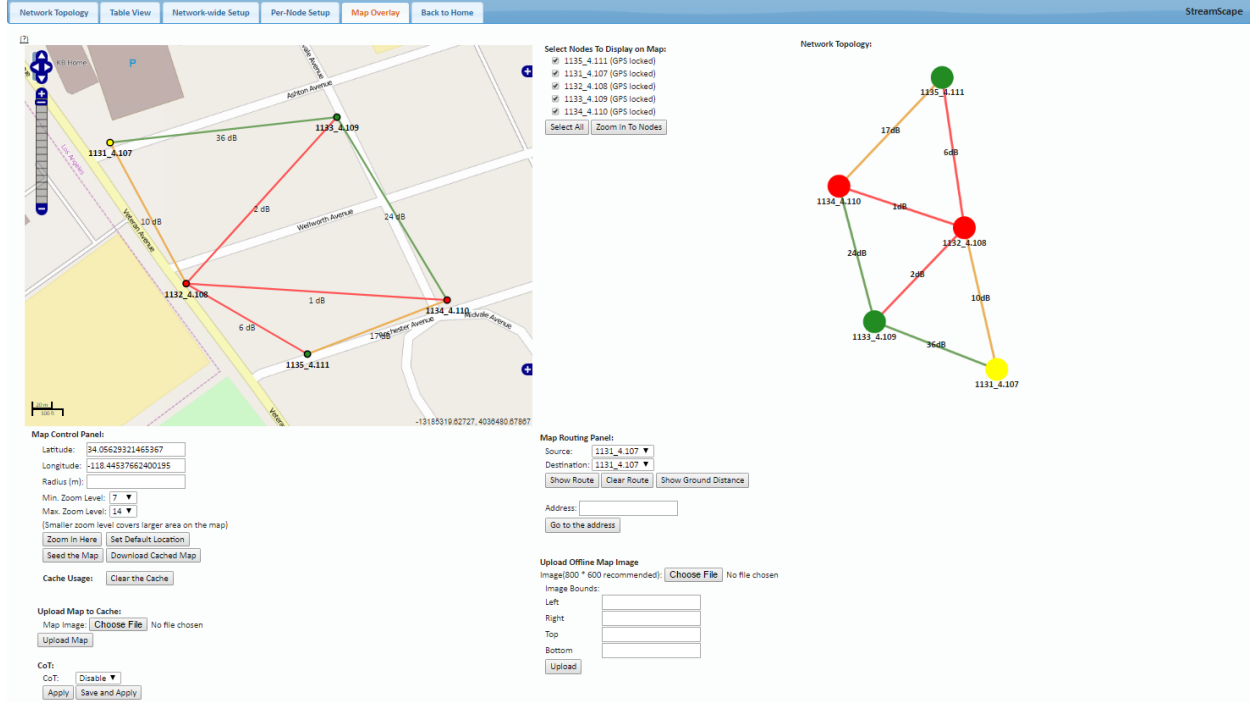 Network Topology Table View Network-wide Setup Per-Node Setup Map Overlay Back to Home StreamScape
[?]
KB Home
P
Ashton Avenue
36 dB
1133_4.109
1131_4.107
Los Angeles
Veteran Avenue
10 dB
2 dB
Wellworth Avenue
24 dB
1132_4.108
1 dB
1134_4.110
Midvale Avenue
6 dB
17 dB
1135_4.111
20 m
100 ft
-13185319.62727, 4036480.67867
Select Nodes To Display on Map:
1135_4.111 (GPS locked)
1131_4.107 (GPS locked)
1132_4.108 (GPS locked)
1133_4.109 (GPS locked)
1134_4.110 (GPS locked)
Select All Zoom In To Nodes
Network Topology:
1135_4.111
17dB
6dB
1134_4.110
1dB
1132_4.108
24dB
2dB
10dB
1133_4.109
36dB
1131_4.107
Map Control Panel:
Latitude: 34.05629321465367
Longitude: -118.44537662400195
Radius (m):
Min. Zoom Level: 7
Max. Zoom Level: 14
(Smaller zoom level covers larger area on the map)
Zoom In Here Set Default Location
Seed the Map Download Cached Map
Cache Usage: Clear the Cache
Upload Map to Cache:
Map Image: Choose File No file chosen
Upload Map
CoT:
CoT: Disable
Apply Save and Apply
Map Routing Panel:
Source: 1131_4.107
Destination: 1131_4.107
Show Route Clear Route Show Ground Distance
Address:
Go to the address
Upload Offline Map Image
Image(800 * 600 recommended): Choose File No file chosen
Image Bounds:
Left
Right
Top
Bottom
Upload